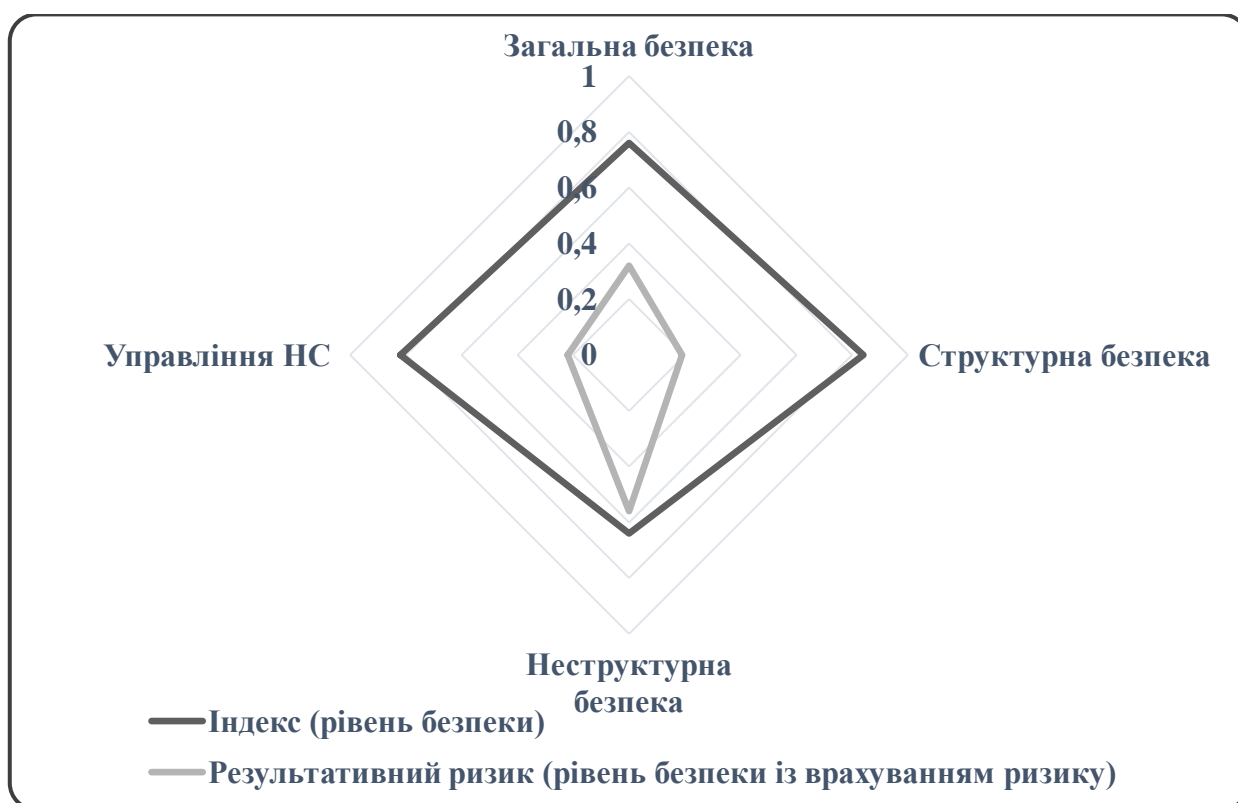 Загальна безпека
1
0,8
0,6
0,4
0,2
0
Управління НС
Структурна безпека
Неструктурна
безпека
Індекс (рівень безпеки)
Результативний ризик (рівень безпеки із врахуванням ризику)